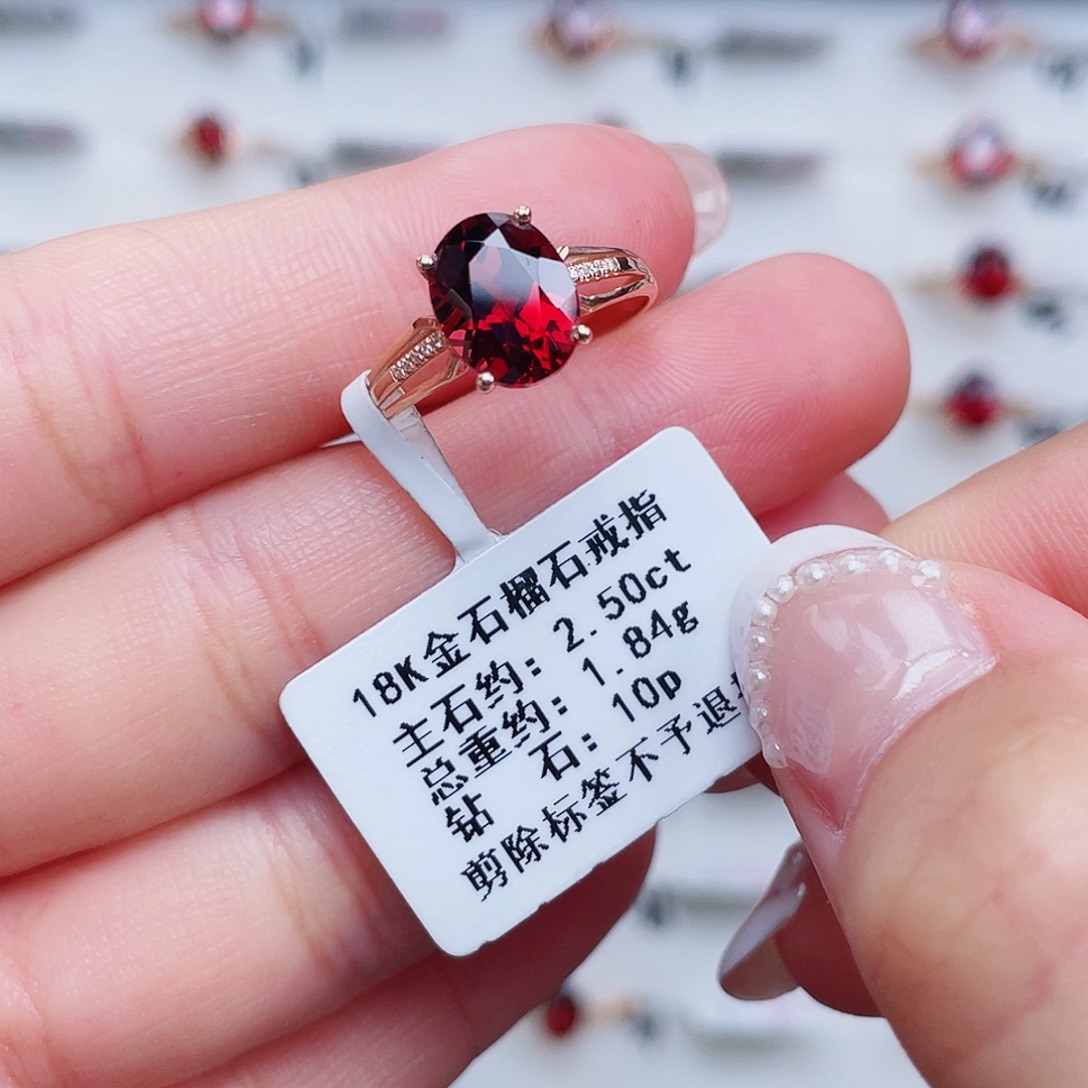 18K金石榴石戒指
主石约: 2.50ct
总重约: 1.84g
钻 石: 10p
剪除标签不予退